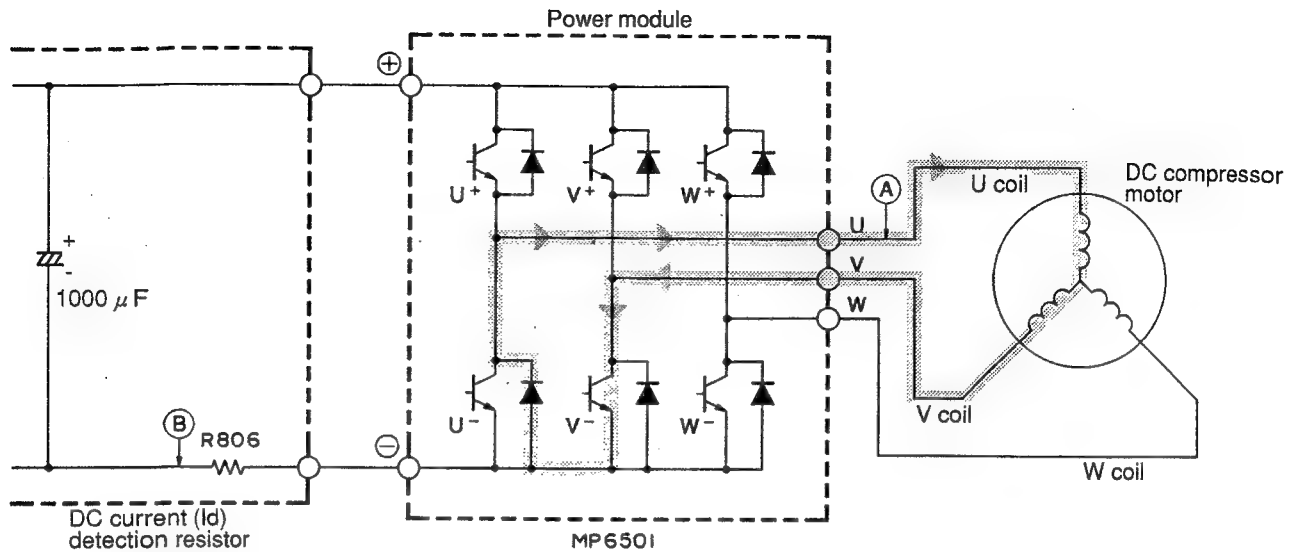 Power module
⊕
U+
V+
W+
A
U coil
DC compressor
motor
U
V
W
+
-
1000 μF
B
R806
⊖
U-
V-
W-
V coil
W coil
DC current (Id)
detection resistor
MP6501